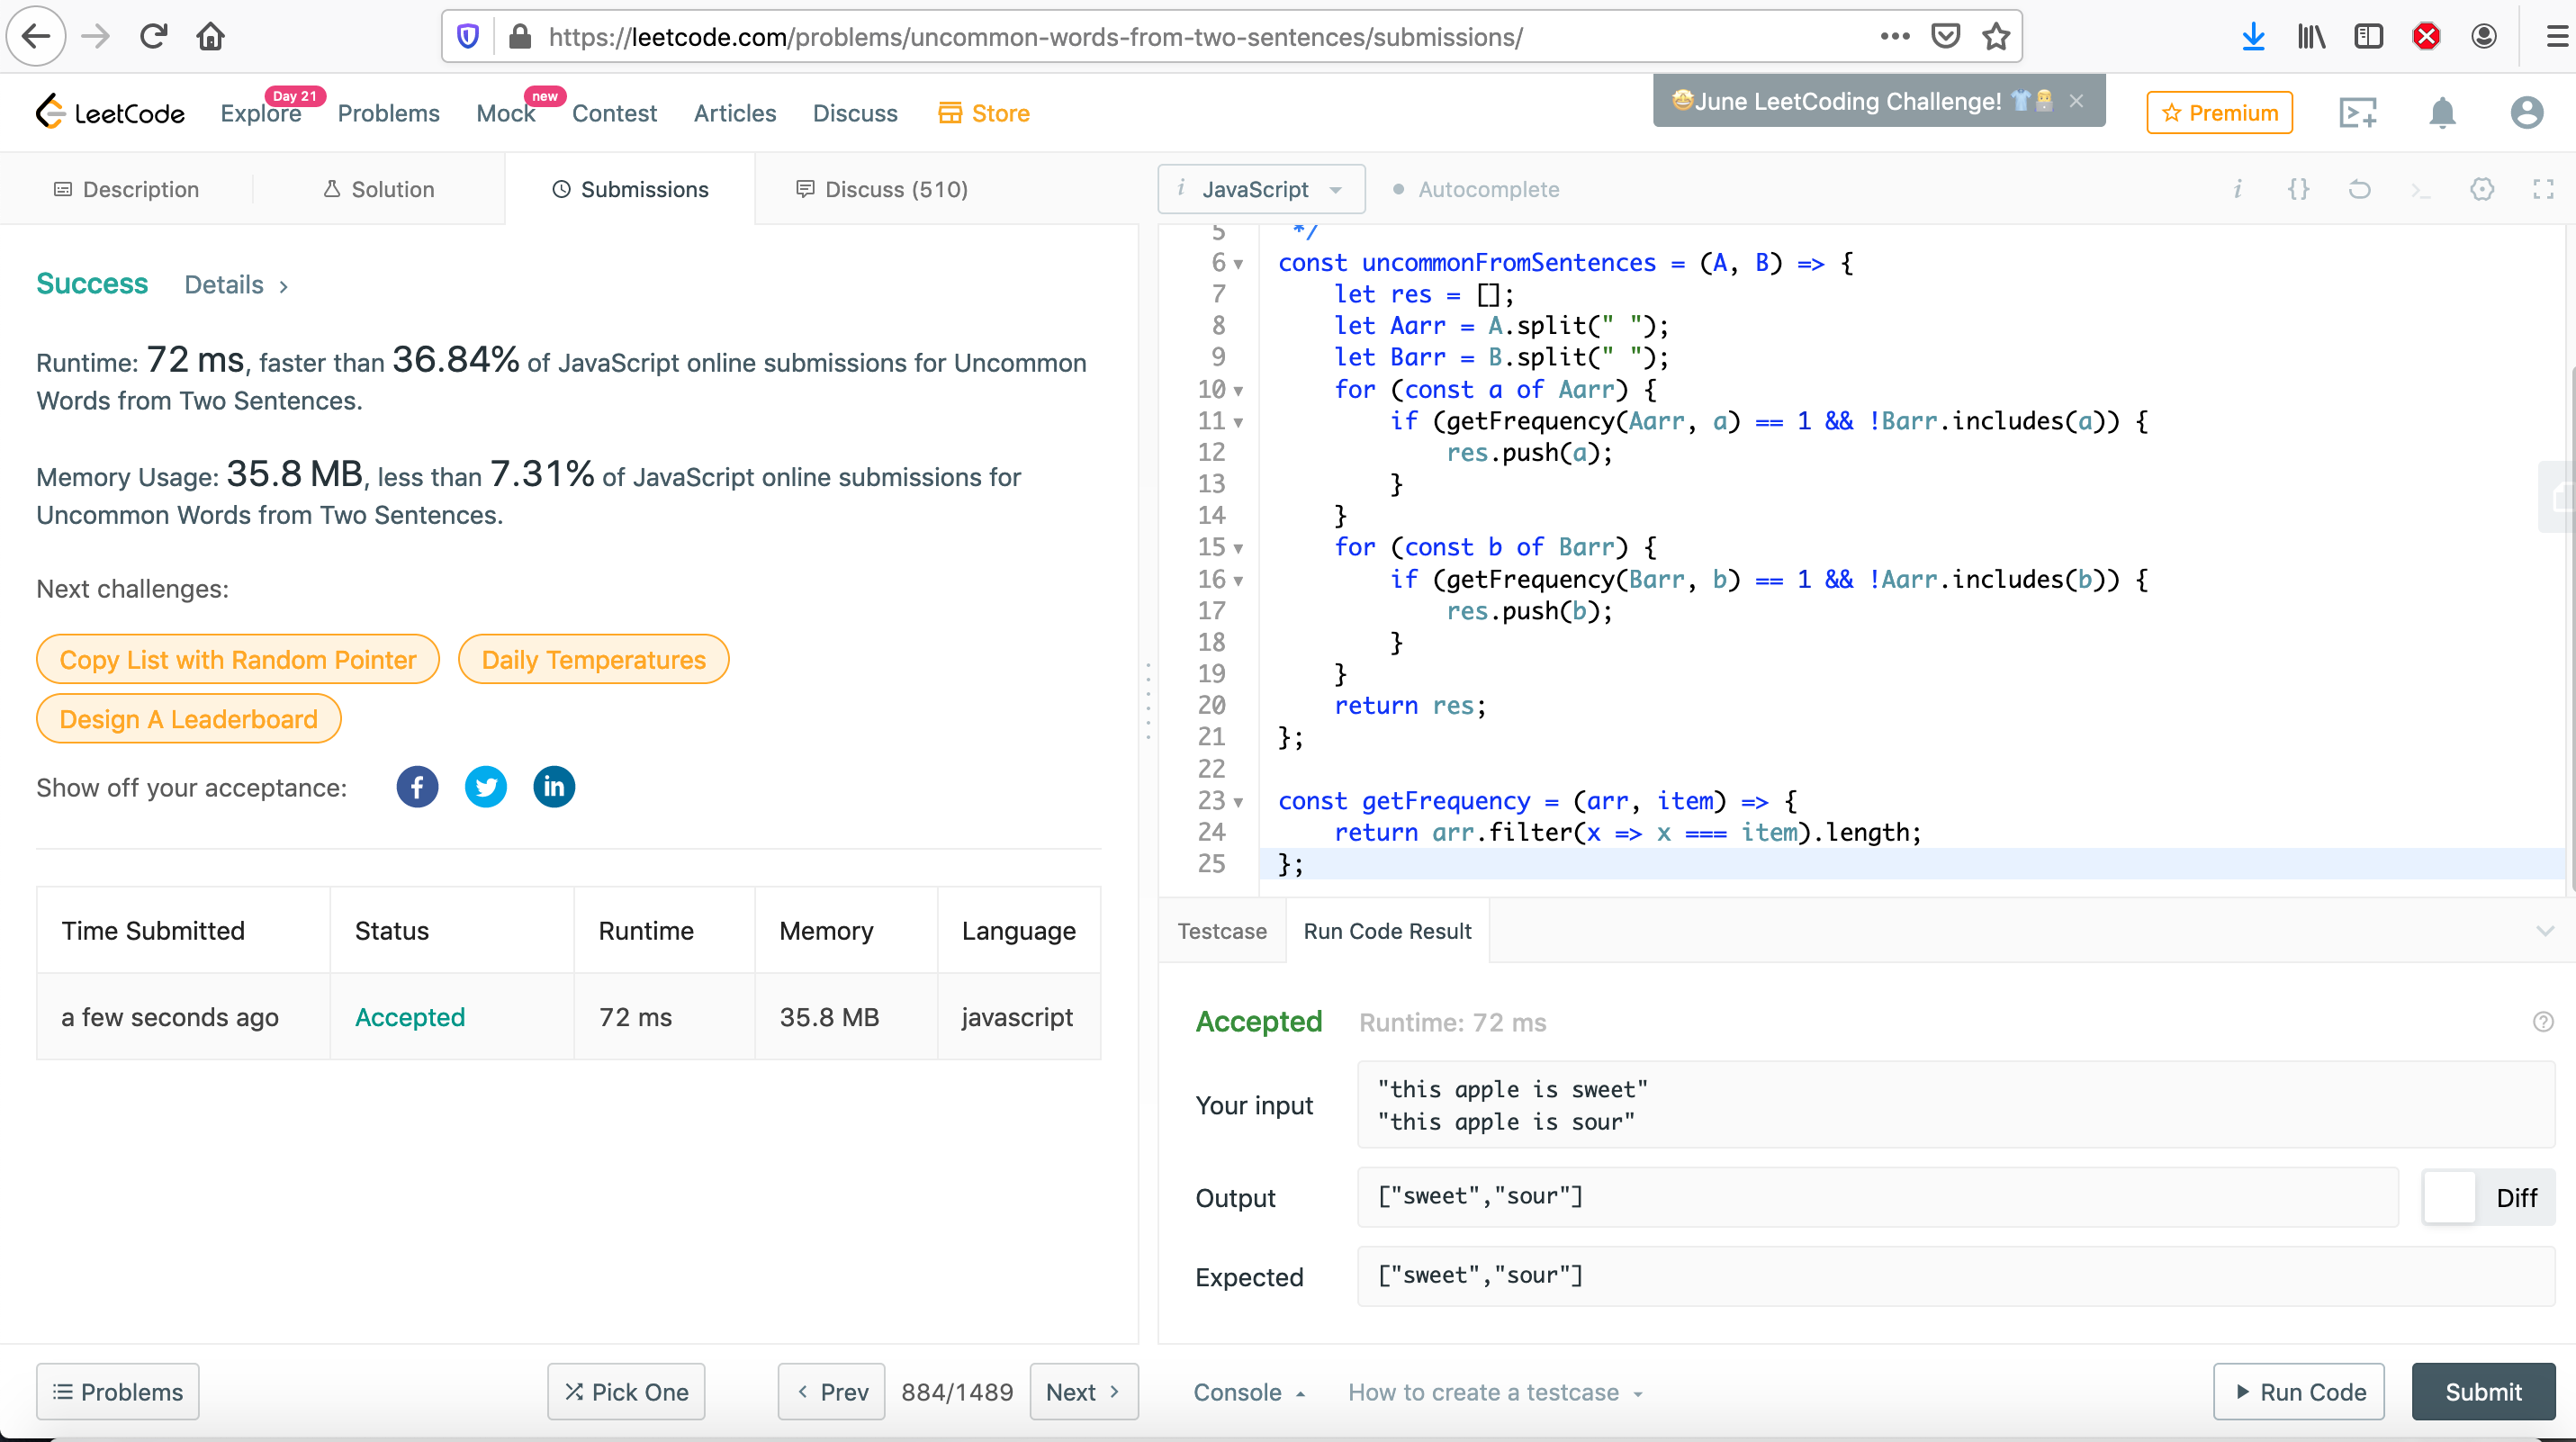 https://leetcode.com/problems/uncommon-words-from-two-sentences/submissions/
LeetCode
Explore
Day 21
Problems
Mock
new
Contest
Articles
Discuss
Store
June LeetCoding Challenge!
Premium
Description
Solution
Submissions
Discuss (510)
Success
Details >
Runtime: 72 ms, faster than 36.84% of JavaScript online submissions for Uncommon
Words from Two Sentences.
Memory Usage: 35.8 MB, less than 7.31% of JavaScript online submissions for
Uncommon Words from Two Sentences.
Next challenges:
Copy List with Random Pointer
Daily Temperatures
Design A Leaderboard
Show off your acceptance:
Time Submitted Status Runtime Memory Language
a few seconds ago Accepted 72 ms 35.8 MB javascript
i JavaScript
Autocomplete
5 */
6 const uncommonFromSentences = (A, B) => {
7 let res = [];
8 let Aarr = A.split(" ");
9 let Barr = B.split(" ");
10 for (const a of Aarr) {
11 if (getFrequency(Aarr, a) == 1 && !Barr.includes(a)) {
12 res.push(a);
13 }
14 }
15 for (const b of Barr) {
16 if (getFrequency(Barr, b) == 1 && !Aarr.includes(b)) {
17 res.push(b);
18 }
19 }
20 return res;
21 };
22
23 const getFrequency = (arr, item) => {
24 return arr.filter(x => x === item).length;
25 };
Testcase
Run Code Result
Accepted Runtime: 72 ms
Your input
"this apple is sweet"
"this apple is sour"
Output
["sweet","sour"]
Diff
Expected
["sweet","sour"]
Problems
Pick One
Prev
884/1489
Next
Console
How to create a testcase
Run Code
Submit